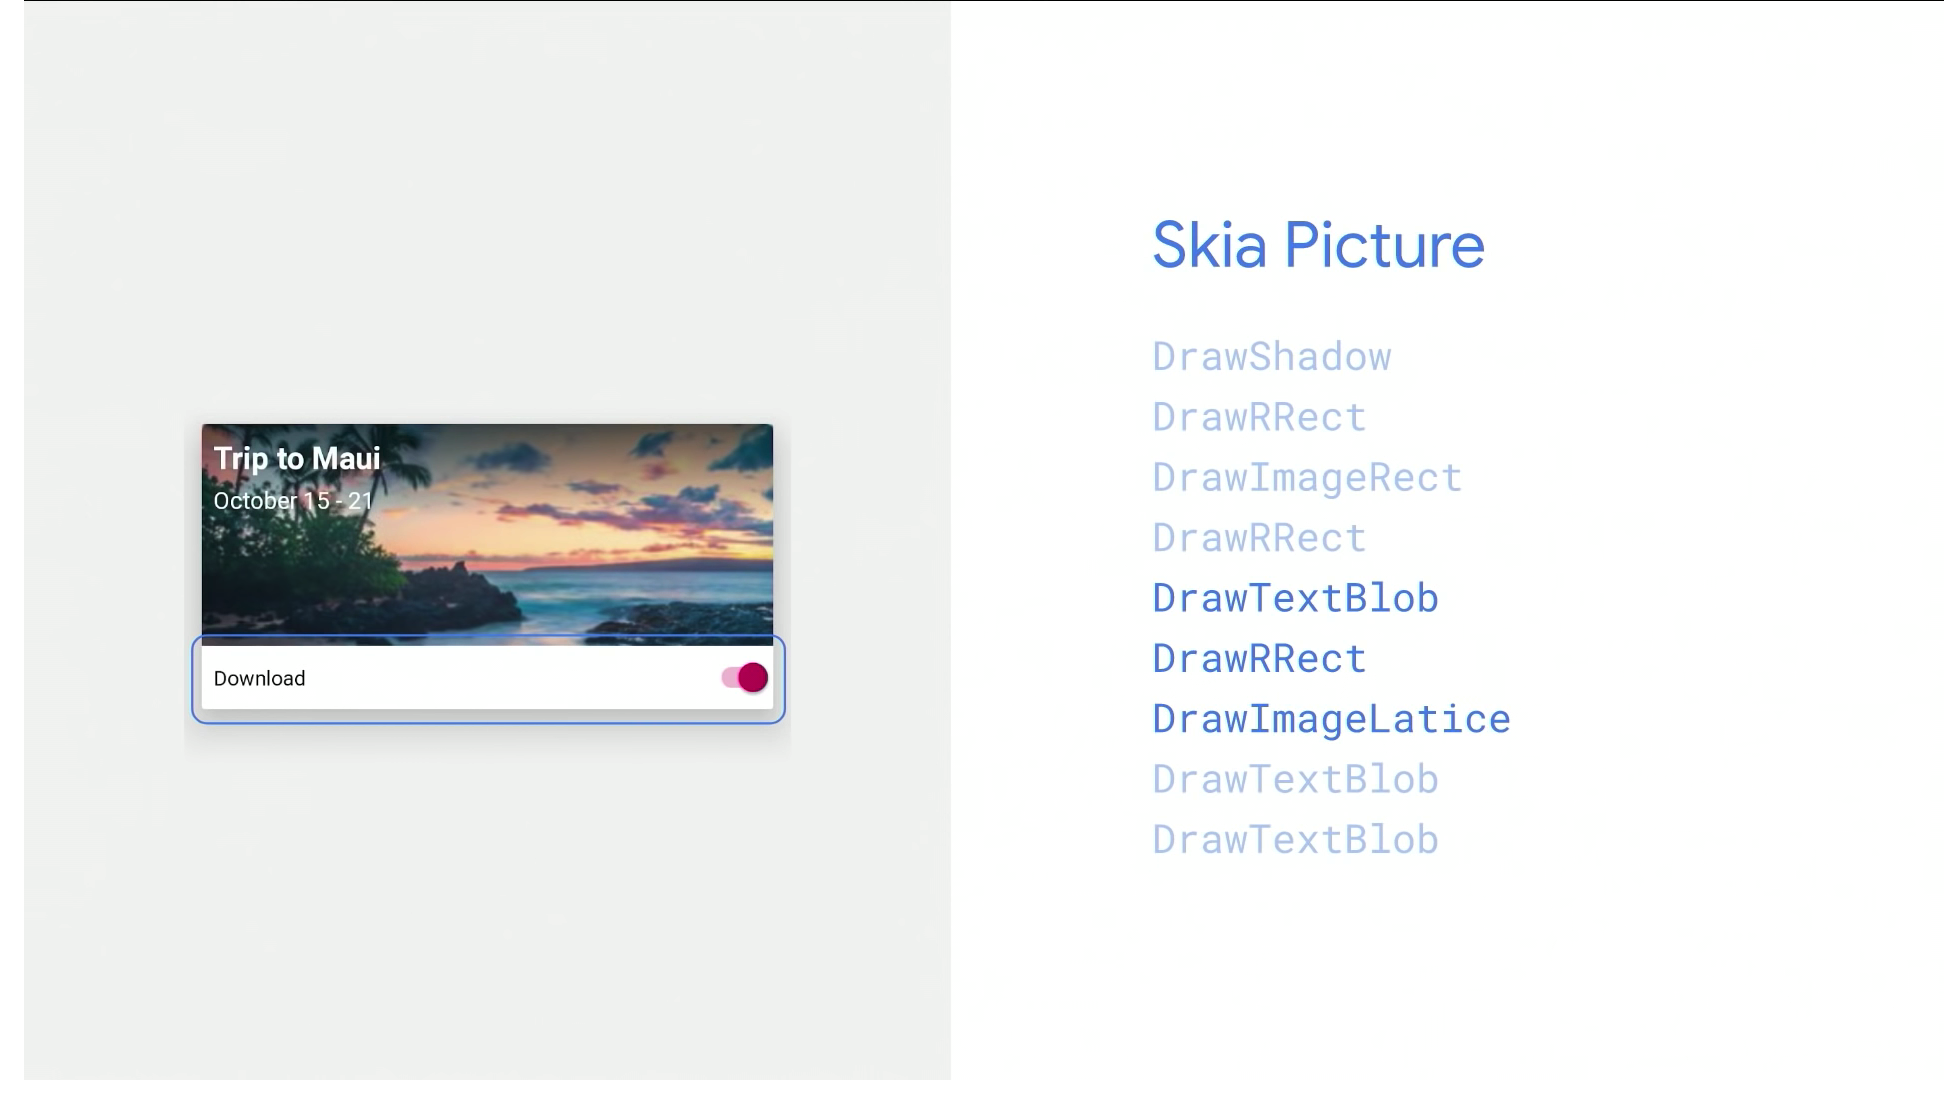 Trip to Maui
October 15 - 21
Download
Skia Picture
DrawShadow
DrawRRect
DrawImageRect
DrawRRect
DrawTextBlob
DrawRRect
DrawImageLatice
DrawTextBlob
DrawTextBlob